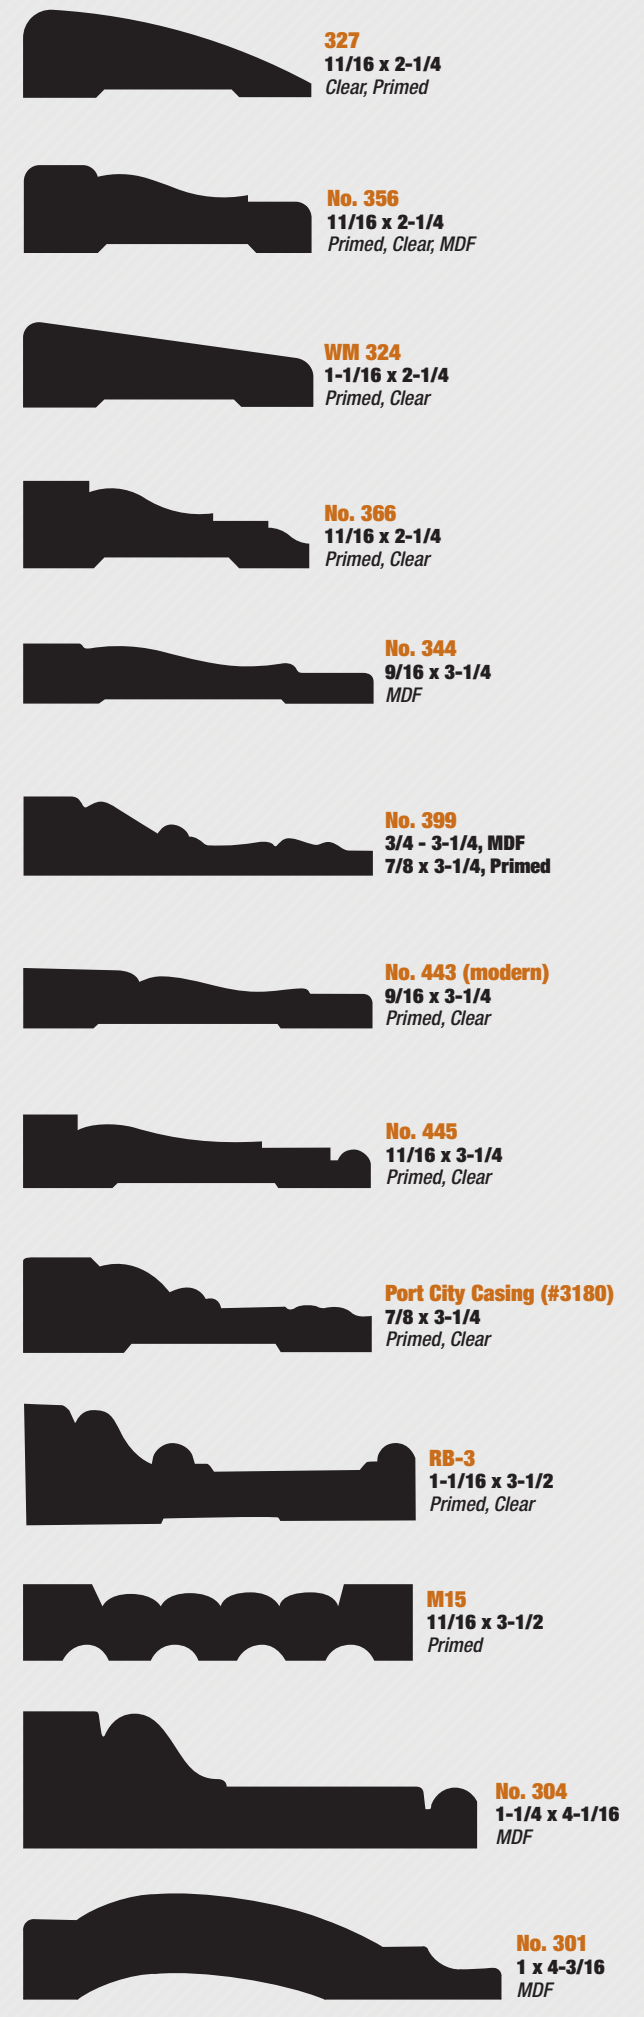 327
11/16 x 2-1/4
Clear, Primed
No. 356
11/16 x 2-1/4
Primed, Clear, MDF
WM 324
1-1/16 x 2-1/4
Primed, Clear
No. 366
11/16 x 2-1/4
Primed, Clear
No. 344
9/16 x 3-1/4
MDF
No. 399
3/4 - 3-1/4, MDF
7/8 x 3-1/4, Primed
No. 443 (modern)
9/16 x 3-1/4
Primed, Clear
No. 445
11/16 x 3-1/4
Primed, Clear
Port City Casing (#3180)
7/8 x 3-1/4
Primed, Clear
RB-3
1-1/16 x 3-1/2
Primed, Clear
M15
11/16 x 3-1/2
Primed
No. 304
1-1/4 x 4-1/16
MDF
No. 301
1 x 4-3/16
MDF